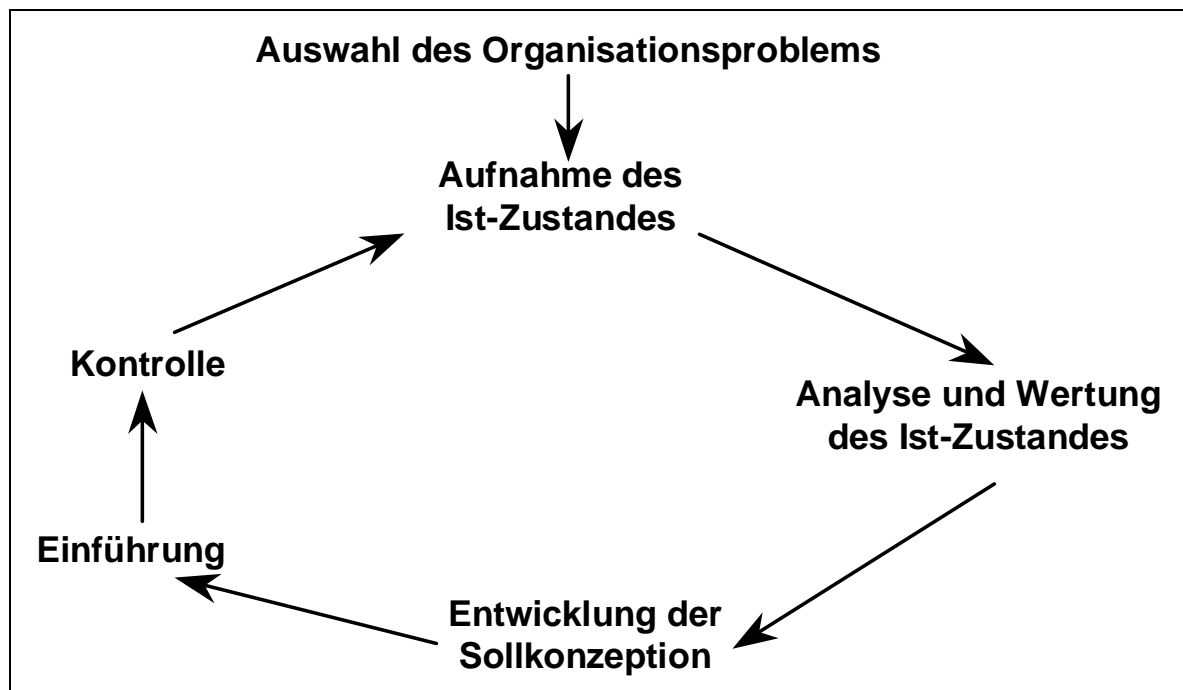 Auswahl des Organisationsproblems
Aufnahme des
Ist-Zustandes
Analyse und Wertung
des Ist-Zustandes
Entwicklung der
Sollkonzeption
Einführung
Kontrolle